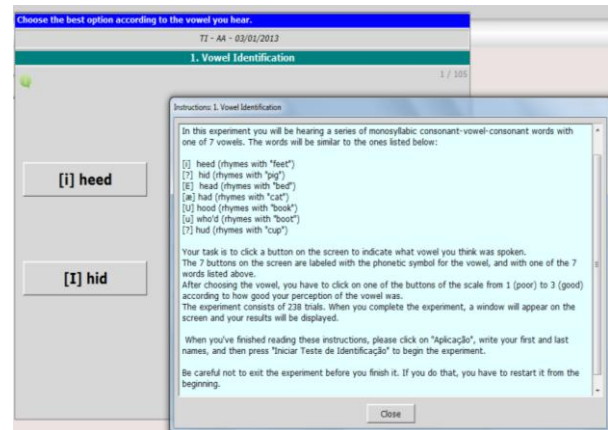 Choose the best option according to the vowel you hear.
TI - AA - 03/01/2013
1. Vowel Identification
1 / 105
[i] heed
[I] hid
Instructions: 1. Vowel Identification
In this experiment you will be hearing a series of monosyllabic consonant-vowel-consonant words with
one of 7 vowels. The words will be similar to the ones listed below:
[i] heed (rhymes with "feet")
[?] hid (rhymes with "pig")
[E] head (rhymes with "bed")
[æ] had (rhymes with "cat")
[U] hood (rhymes with "book")
[u] who'd (rhymes with "boot")
[?] hud (rhymes with "cup")
Your task is to click a button on the screen to indicate what vowel you think was spoken.
The 7 buttons on the screen are labeled with the phonetic symbol for the vowel, and with one of the 7
words listed above.
After choosing the vowel, you have to click on one of the buttons of the scale from 1 (poor) to 3 (good)
according to how good your perception of the vowel was.
The experiment consists of 238 trials. When you complete the experiment, a window will appear on the
screen and your results will be displayed.
When you've finished reading these instructions, please click on "Aplicação", write your first and last
names, and then press "Iniciar Teste de Identificação" to begin the experiment.
Be careful not to exit the experiment before you finish it. If you do that, you have to restart it from the
beginning.
Close